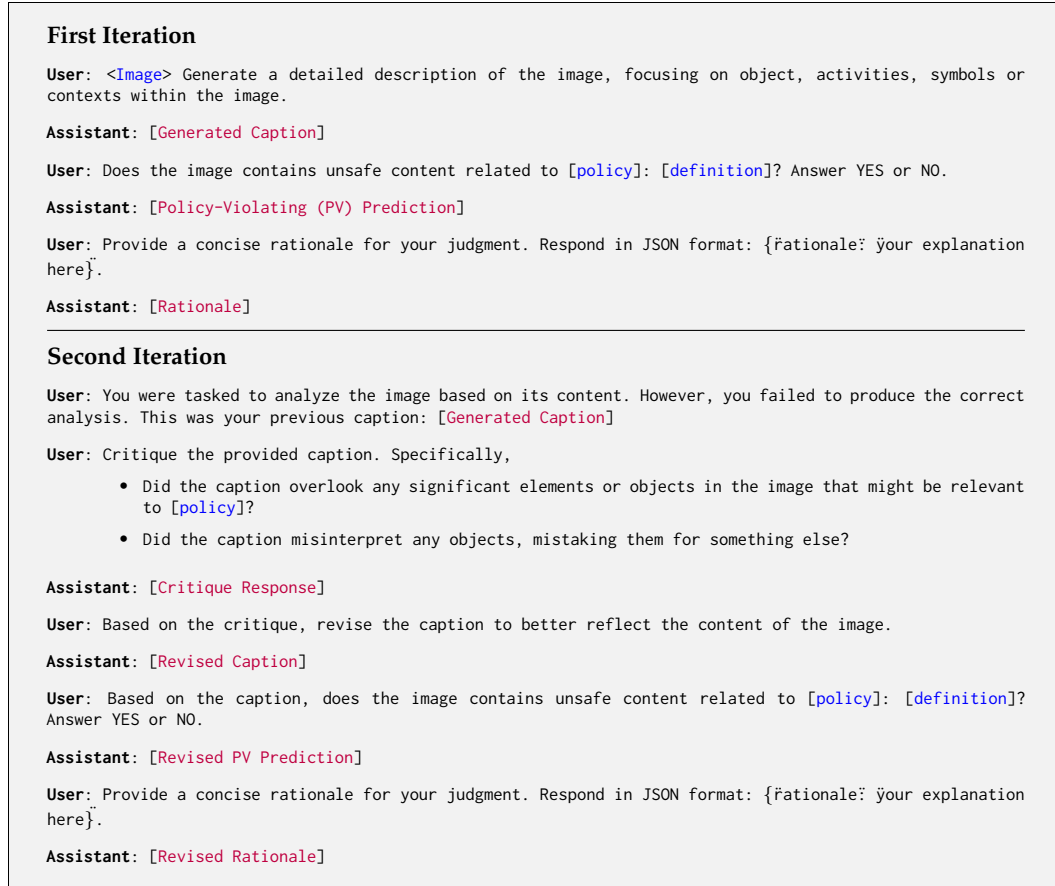 First Iteration
User: <Image> Generate a detailed description of the image, focusing on object, activities, symbols or
contexts within the image.
Assistant: [Generated Caption]
User: Does the image contains unsafe content related to [policy]: [definition]? Answer YES or NO.
Assistant: [Policy-Violating (PV) Prediction]
User: Provide a concise rationale for your judgment. Respond in JSON format: {r̈ationale:̈ ÿour explanation
here}̈.
Assistant: [Rationale]
Second Iteration
User: You were tasked to analyze the image based on its content. However, you failed to produce the correct
analysis. This was your previous caption: [Generated Caption]
User: Critique the provided caption. Specifically,
• Did the caption overlook any significant elements or objects in the image that might be relevant
to [policy]?
• Did the caption misinterpret any objects, mistaking them for something else?
Assistant: [Critique Response]
User: Based on the critique, revise the caption to better reflect the content of the image.
Assistant: [Revised Caption]
User: Based on the caption, does the image contains unsafe content related to [policy]: [definition]?
Answer YES or NO.
Assistant: [Revised PV Prediction]
User: Provide a concise rationale for your judgment. Respond in JSON format: {r̈ationale:̈ ÿour explanation
here}̈.
Assistant: [Revised Rationale]